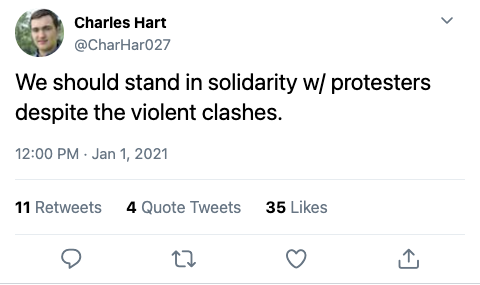 Charles Hart
@CharHar027
We should stand in solidarity w/ protesters
despite the violent clashes.
12:00 PM · Jan 1, 2021
11 Retweets 4 Quote Tweets 35 Likes